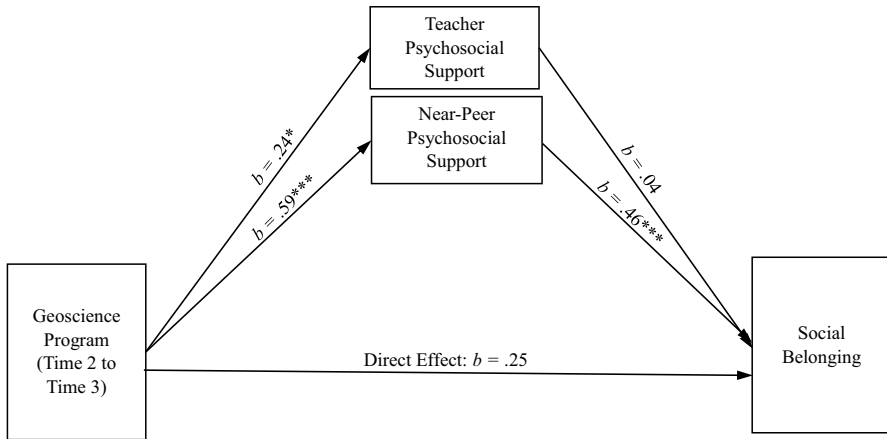 Teacher
Psychosocial
Support
Near-Peer
Psychosocial
Support
b = .24*
b = .59***
b = .04
b = .46***
Geoscience
Program
(Time 2 to
Time 3)
Direct Effect: b = .25
Social
Belonging